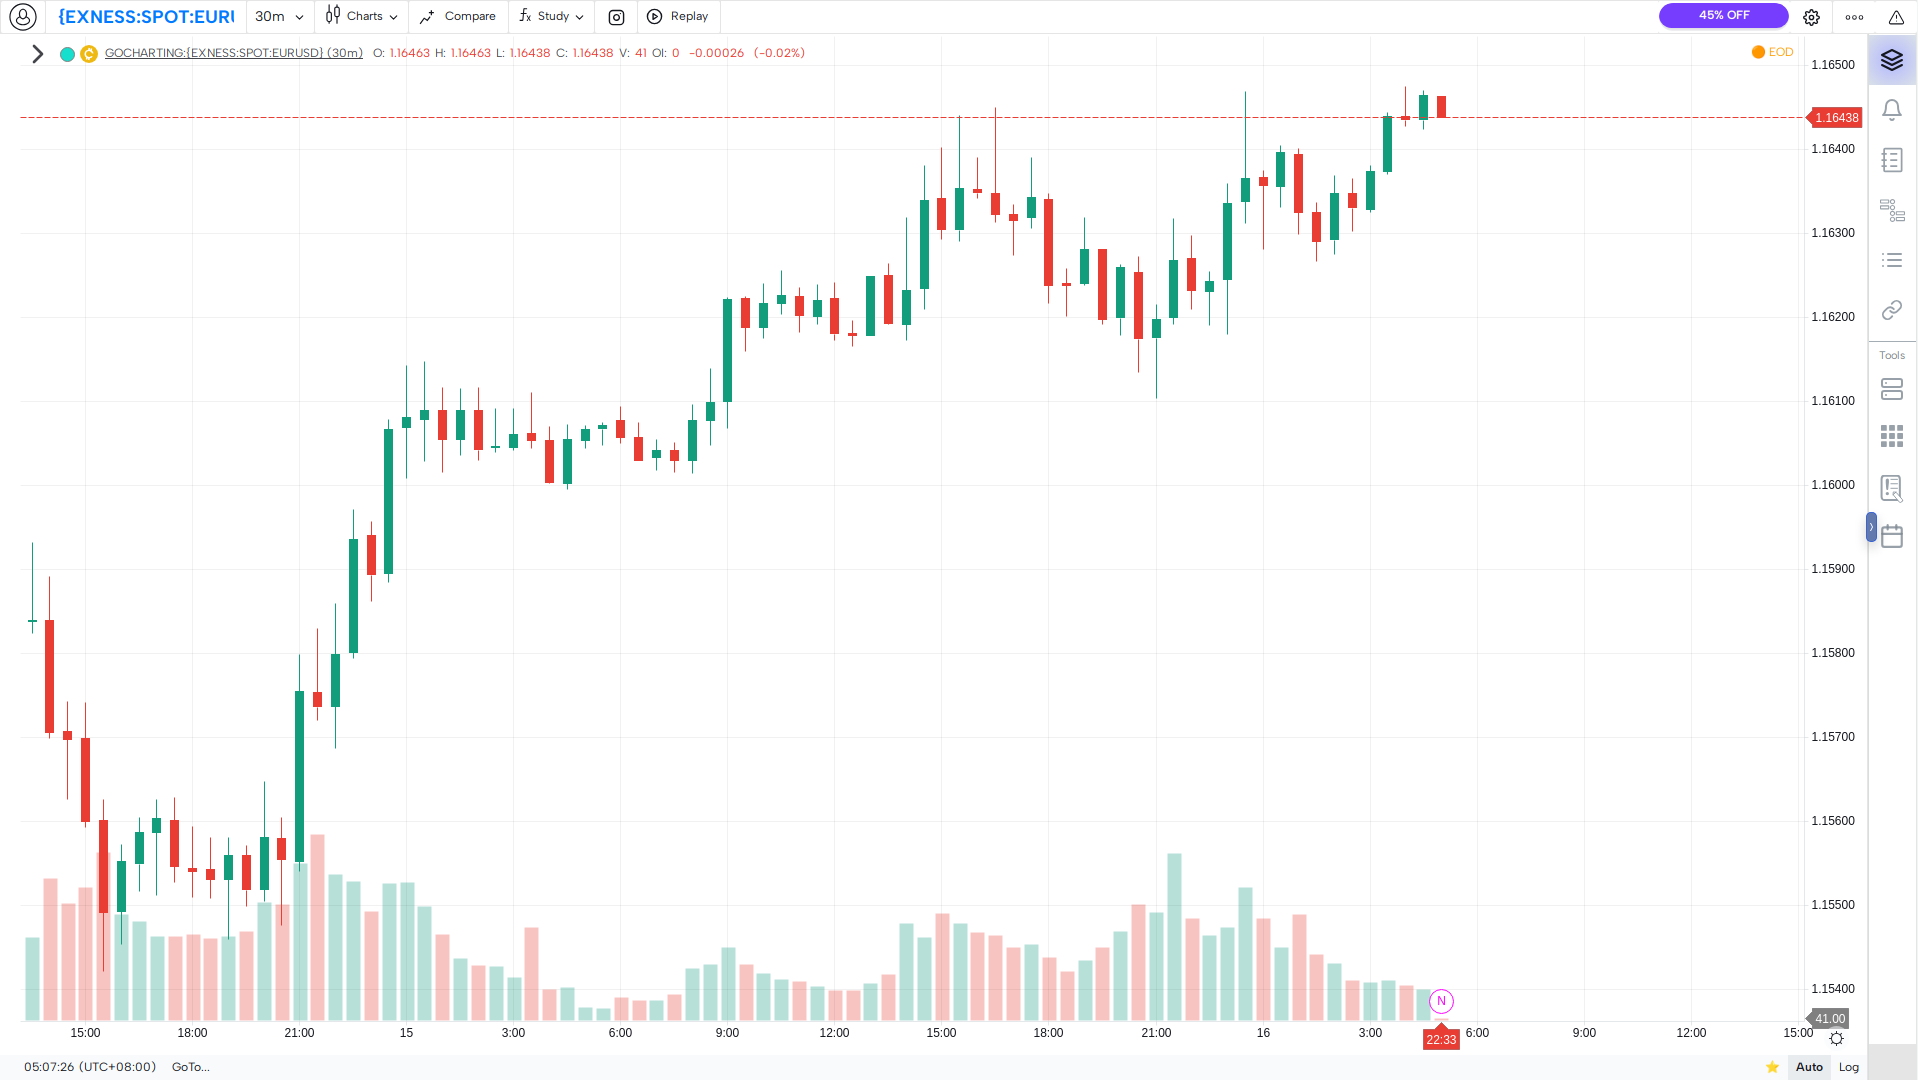 {EXNESS:SPOT:EURU 30m Charts Compare fx Study Replay 45% OFF
GOCHARTING:{EXNESS:SPOT:EURUSD} (30m) O: 1.16463 H: 1.16463 L: 1.16438 C: 1.16438 V: 41 OI: 0 -0.00026 (-0.02%) EOD
1.16500
1.16438
1.16400
1.16300
1.16200
1.16100
1.16000
1.15900
1.15800
1.15700
1.15600
1.15500
1.15400
41.00
Tools
N
15:00 18:00 21:00 15 3:00 6:00 9:00 12:00 15:00 18:00 21:00 16 3:00 6:00 9:00 12:00 15:00
22:33
05:07:26 (UTC+08:00) GoTo... Auto Log